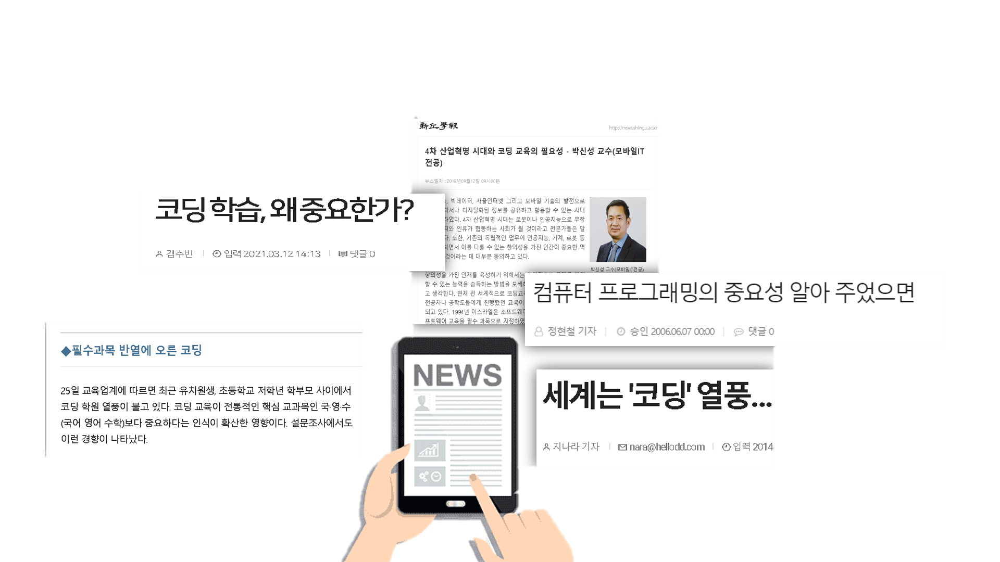 新丘學報
http://news.shingu.ac.kr
4차 산업혁명 시대와 코딩 교육의 필요성 - 박신성 교수(모바일IT
전공)
뉴스일자 : 2018년09월12일 09시00분
빅데이터, 사물인터넷 그리고 모바일 기술의 발전으로
디서나 디지털화된 정보를 공유하고 활용할 수 있는 시대
하였다. 4차 산업혁명 시대는 로봇이나 인공지능으로 무장
터와 인류가 협동하는 사회가 될 것이라고 전문가들은 말
다. 또한, 기존의 독립적인 업무에 인공지능, 기계, 로봇 등
되면서 이를 다룰 수 있는 창의성을 가진 인간이 중요한 역
것이라는 데 대부분 동의하고 있다.
박신성 교수(모바일IT전공)
창의성을 가진 인재를 육성하기 위해서는
할 수 있는 능력을 습득하는 방법을 모색하
고 생각한다. 현재 전 세계적으로 코딩교육
전공자나 공학도들에게 진행했던 교육이
되고 있다. 1994년 이스라엘은 소프트웨어
프트웨어 교육을 필수 과목으로 지정하였
코딩 학습, 왜 중요한가?
김수빈 입력 2021.03.12 14:13 댓글 0
컴퓨터 프로그래밍의 중요성 알아 주었으면
정현철 기자 승인 2006.06.07 00:00 댓글 0
◆필수과목 반열에 오른 코딩
25일 교육업계에 따르면 최근 유치원생, 초등학교 저학년 학부모 사이에서
코딩 학원 열풍이 불고 있다. 코딩 교육이 전통적인 핵심 교과목인 국·영·수
(국어 영어 수학)보다 중요하다는 인식이 확산한 영향이다. 설문조사에서도
이런 경향이 나타났다.
NEWS
세계는 '코딩' 열풍...
지나라 기자 nara@hellodd.com 입력 2014